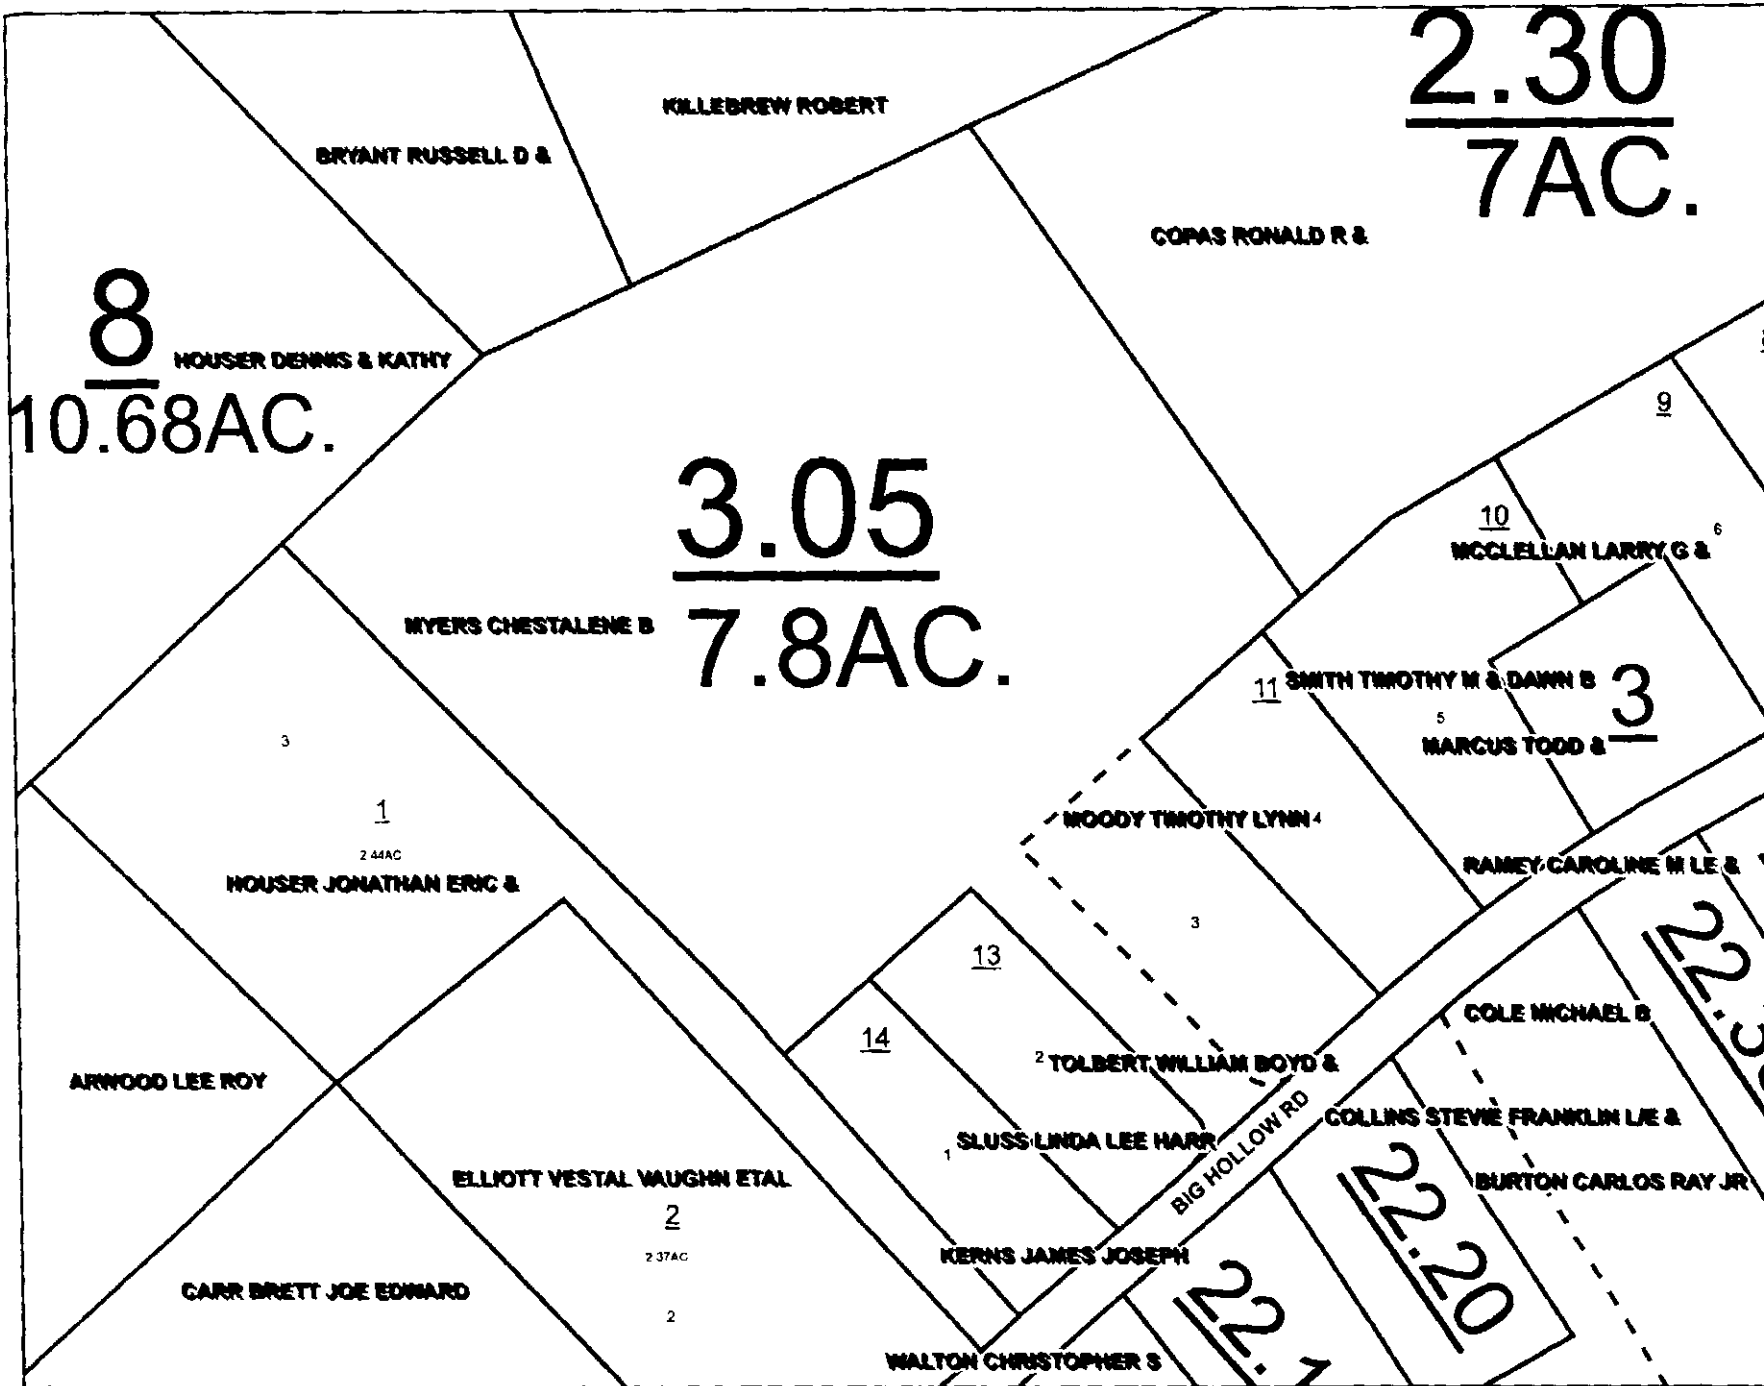 2.30
7AC.
KILLEBREW ROBERT
BRYANT RUSSELL D &
COPAS RONALD R &
8
HOUSER DENNIS & KATHY
10.68AC.
9
3.05
7.8AC.
10
6
MCCLELLAN LARRY G &
MYERS CHESTALENE B
11
SMITH TIMOTHY M & DAWN B
3
5
MARCUS TODD &
3
1
2.44AC
HOUSER JONATHAN ERIC &
MOODY TIMOTHY LYNN
4
RAMEY CAROLINE M LE &
3
13
14
COLE MICHAEL B
2
TOLBERT WILLIAM BOYD &
ARWOOD LEE ROY
BIG HOLLOW RD
COLLINS STEVIE FRANKLIN L/E &
1
SLUSS LINDA LEE HARR
ELLIOTT VESTAL VAUGHN ETAL
2
2.37AC
2
22.20
BURTON CARLOS RAY JR
KERNS JAMES JOSEPH
CARR BRETT JOE EDWARD
WALTON CHRISTOPHER S